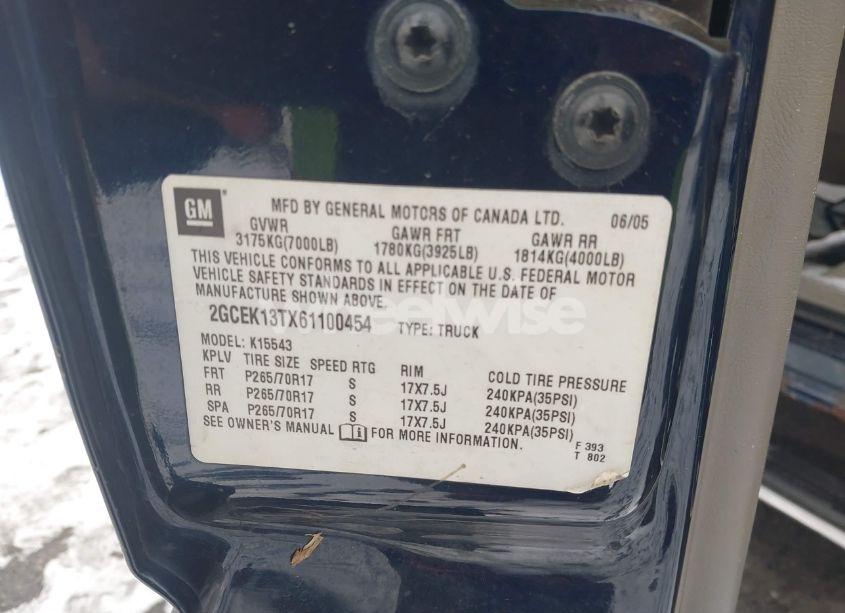 GM
MFD BY GENERAL MOTORS OF CANADA LTD. 06/05
GVWR GAWR FRT GAWR RR
3175KG(7000LB) 1780KG(3925LB) 1814KG(4000LB)
THIS VEHICLE CONFORMS TO ALL APPLICABLE U.S. FEDERAL MOTOR
VEHICLE SAFETY STANDARDS IN EFFECT ON THE DATE OF
MANUFACTURE SHOWN ABOVE.
2GCEK13TX61100454 TYPE: TRUCK
MODEL: K15543
KPLV TIRE SIZE SPEED RTG RIM COLD TIRE PRESSURE
FRT P265/70R17 S 17X7.5J 240KPA(35PSI)
RR P265/70R17 S 17X7.5J 240KPA(35PSI)
SPA P265/70R17 S 17X7.5J 240KPA(35PSI)
SEE OWNER'S MANUAL FOR MORE INFORMATION.
F 393
T 802
wheelwise